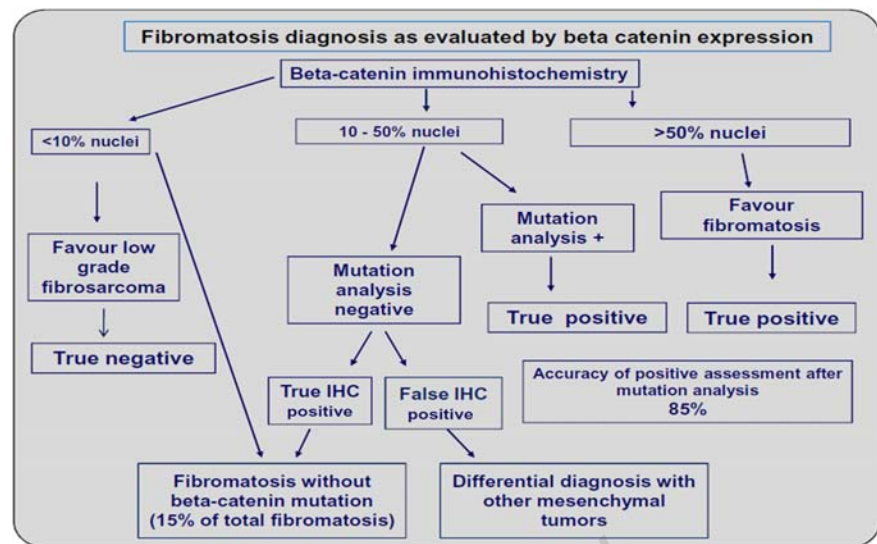 Fibromatosis diagnosis as evaluated by beta catenin expression
Beta-catenin immunohistochemistry
<10% nuclei
10 - 50% nuclei
>50% nuclei
Favour low
grade
fibrosarcoma
Mutation
analysis
negative
Mutation
analysis +
Favour
fibromatosis
True negative
True positive
True positive
True IHC
positive
False IHC
positive
Accuracy of positive assessment after
mutation analysis
85%
Fibromatosis without
beta-catenin mutation
(15% of total fibromatosis)
Differential diagnosis with
other mesenchymal
tumors